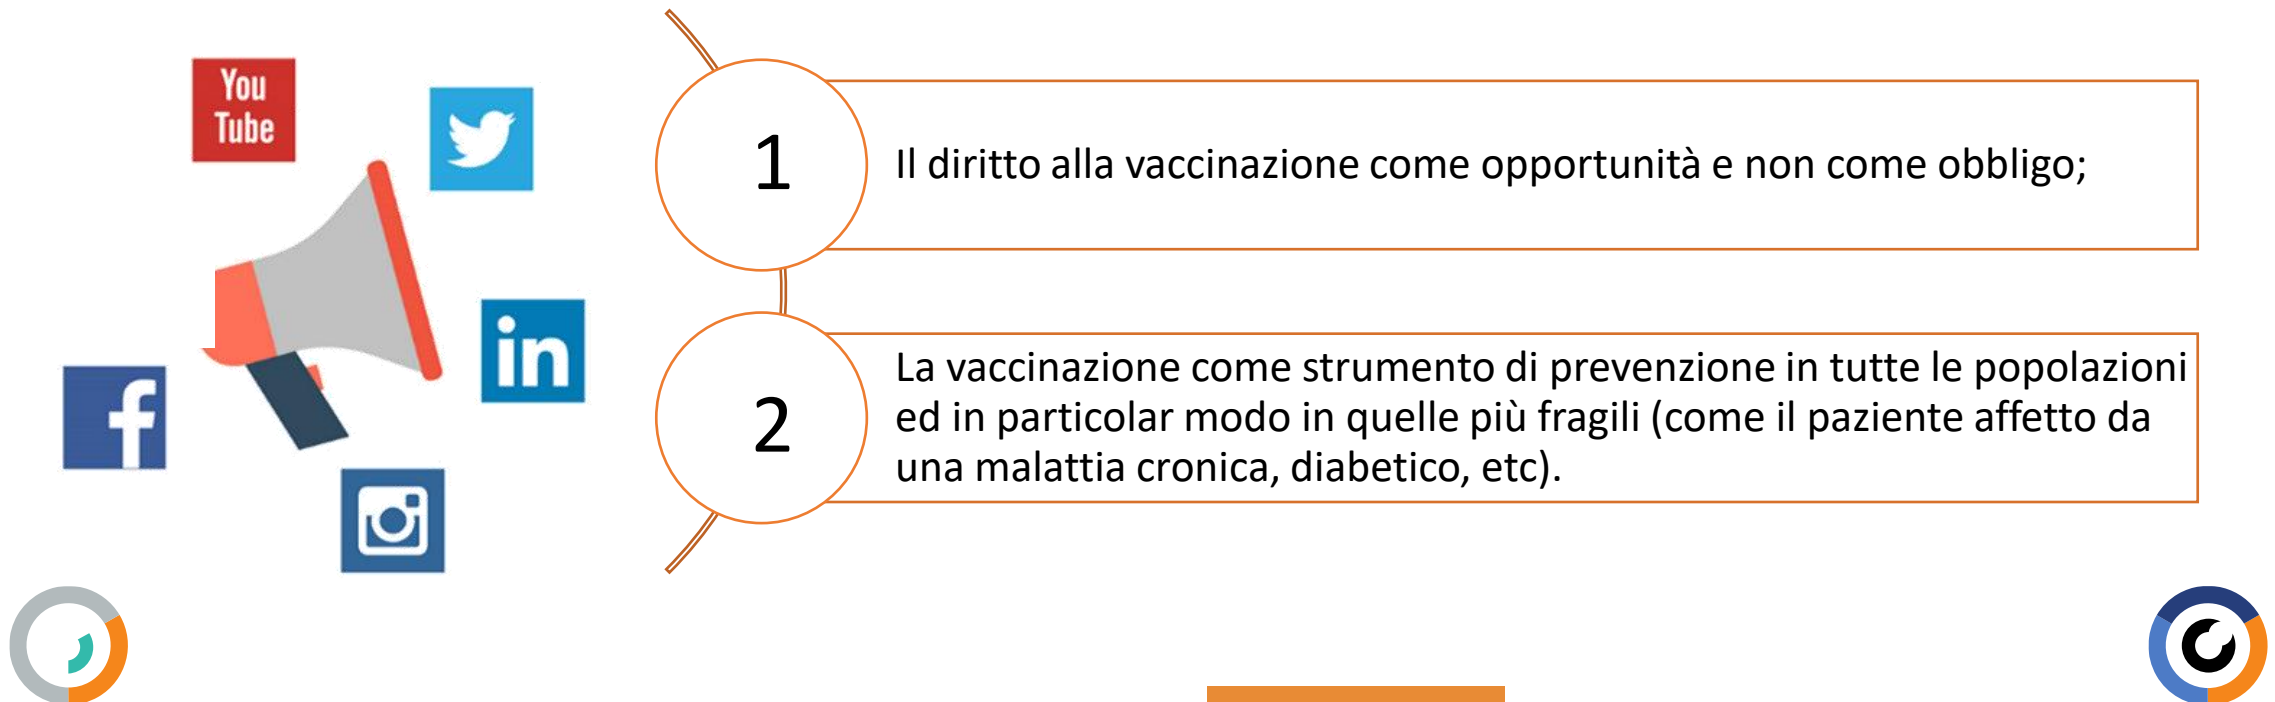 You
Tube
in
f
1
Il diritto alla vaccinazione come opportunità e non come obbligo;
2
La vaccinazione come strumento di prevenzione in tutte le popolazioni
ed in particolar modo in quelle più fragili (come il paziente affetto da
una malattia cronica, diabetico, etc).